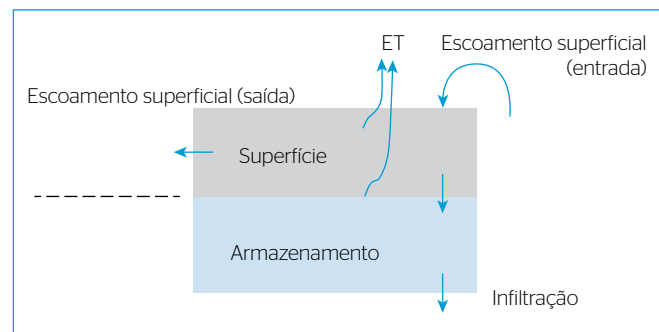 ET
Escoamento superficial
(entrada)
Escoamento superficial (saída)
Superfície
Armazenamento
Infiltração